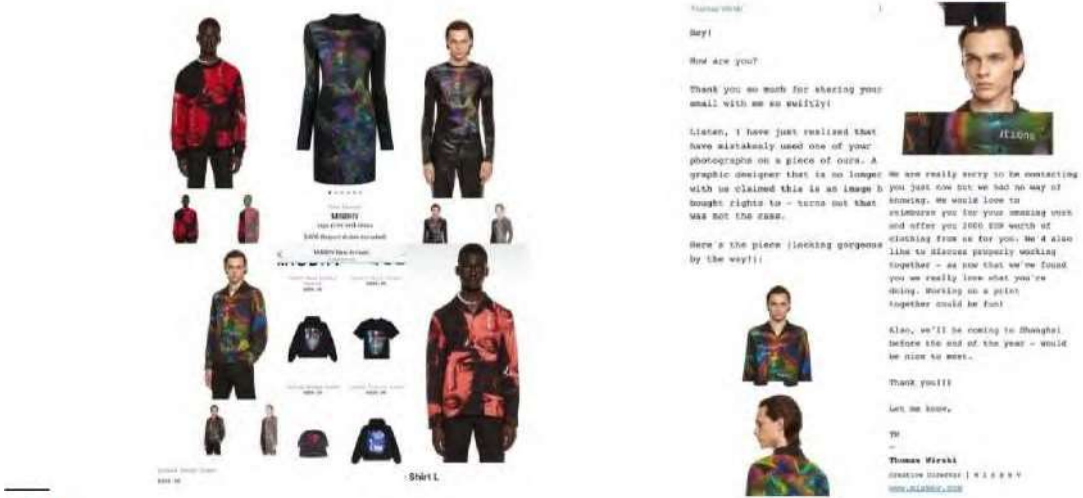 MISBHV
Shirt L
Thomas Wirski
Hey!
How are you?
Thank you so much for sharing your
email with me so swiftly!
Listen, I have just realized that
have mistakenly used one of your
photographs on a piece of ours. A
graphic designer that is no longer
with us claimed this is an image h
bought rights to – turns out that
was not the case.
Here's the piece (looking gorgeous
by the way!):
We are really sorry to be contacting
you just now but we had no way of
knowing. We would love to
reimburse you for your amazing work
and offer you 2000 EUR worth of
clothing from us for you. We'd also
like to discuss properly working
together – as now that we've found
you we really love what you're
doing. Working on a print
together could be fun!
Also, we'll be coming to Shanghai
before the end of the year – would
be nice to meet.
Thank you!!!
Let me know,
TW
–
Thomas Wirski
Creative Director | M I S B H V
www.misbhv.com